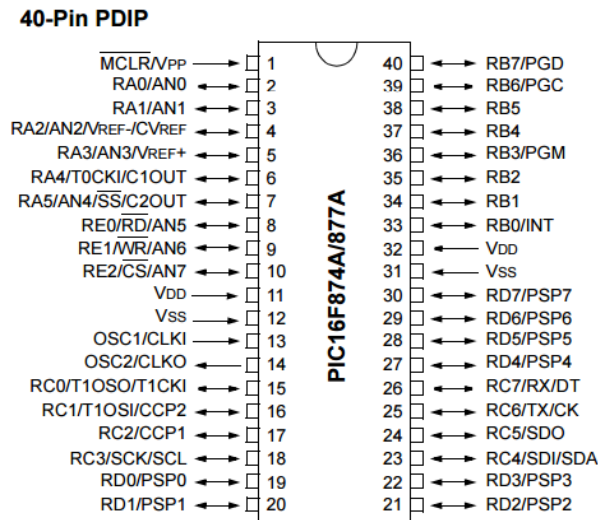 40-Pin PDIP
MCLR/VPP 1 40 RB7/PGD
RA0/AN0 2 39 RB6/PGC
RA1/AN1 3 38 RB5
RA2/AN2/VREF-/CVREF 4 37 RB4
RA3/AN3/VREF+ 5 36 RB3/PGM
RA4/T0CKI/C1OUT 6 35 RB2
RA5/AN4/SS/C2OUT 7 34 RB1
RE0/RD/AN5 8 33 RB0/INT
RE1/WR/AN6 9 32 VDD
RE2/CS/AN7 10 31 VSS
VDD 11 30 RD7/PSP7
VSS 12 29 RD6/PSP6
OSC1/CLKI 13 28 RD5/PSP5
OSC2/CLKO 14 27 RD4/PSP4
RC0/T1OSO/T1CKI 15 26 RC7/RX/DT
RC1/T1OSI/CCP2 16 25 RC6/TX/CK
RC2/CCP1 17 24 RC5/SDO
RC3/SCK/SCL 18 23 RC4/SDI/SDA
RD0/PSP0 19 22 RD3/PSP3
RD1/PSP1 20 21 RD2/PSP2
PIC16F874A/877A